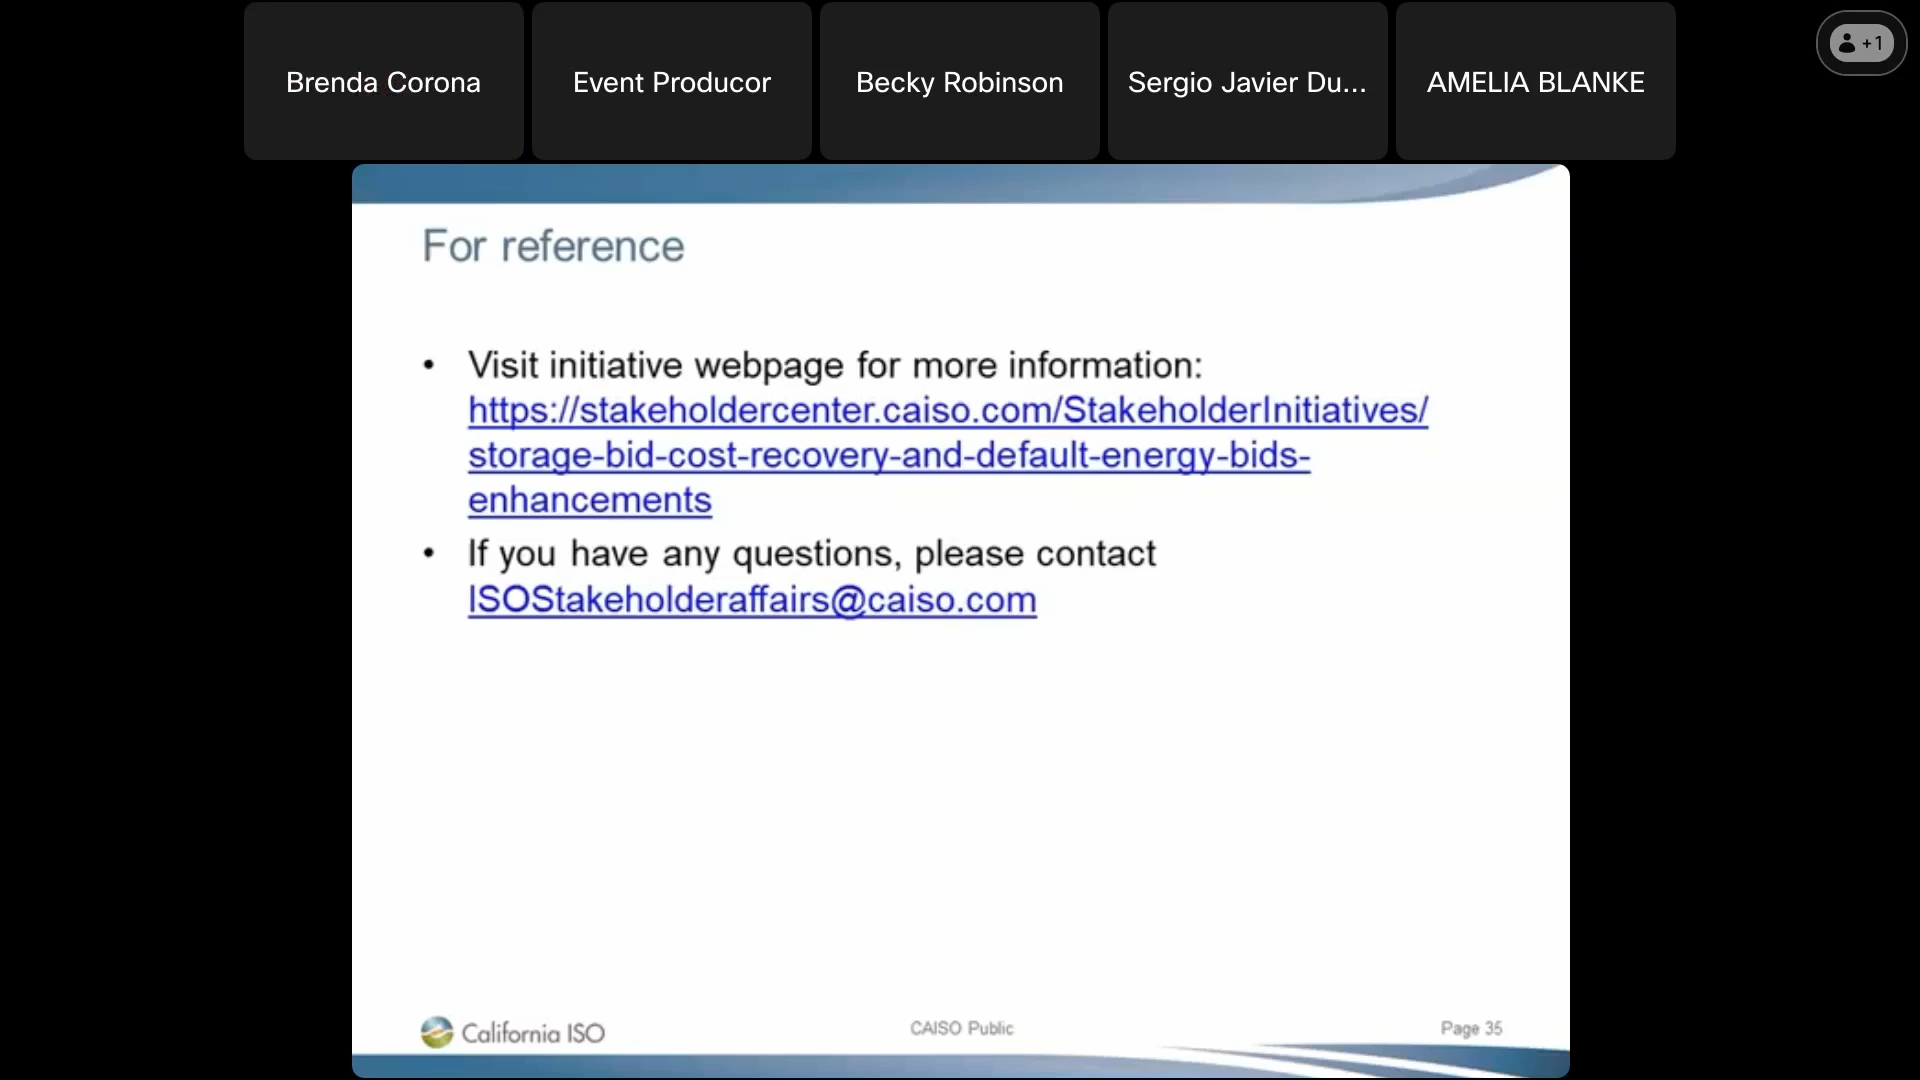 Brenda Corona
Event Producor
Becky Robinson
Sergio Javier Du...
AMELIA BLANKE
+1
For reference
• Visit initiative webpage for more information:
https://stakeholdercenter.caiso.com/StakeholderInitiatives/
storage-bid-cost-recovery-and-default-energy-bids-
enhancements
• If you have any questions, please contact
ISOStakeholderaffairs@caiso.com
California ISO
CAISO Public
Page 35